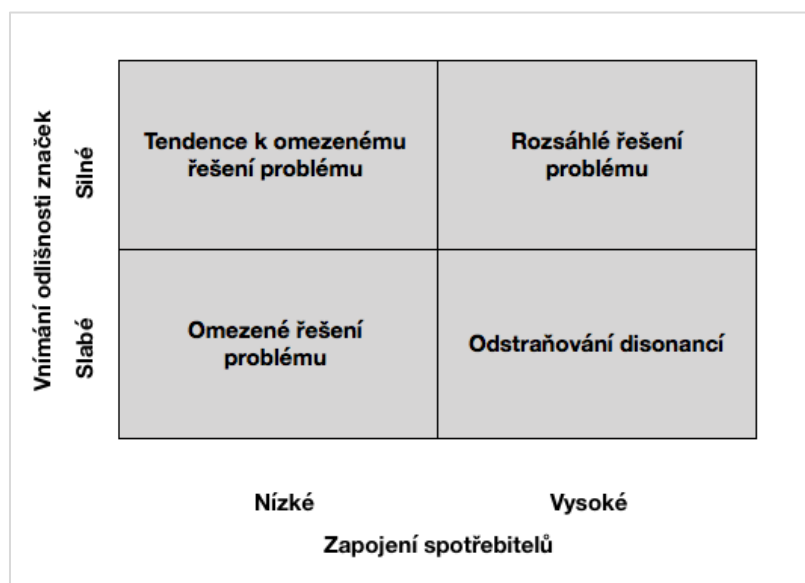 Vnímání odlišnosti značek
Silné
Slabé
Tendence k omezenému
řešení problému
Rozsáhlé řešení
problému
Omezené řešení
problému
Odstraňování disonancí
Nízké
Vysoké
Zapojení spotřebitelů